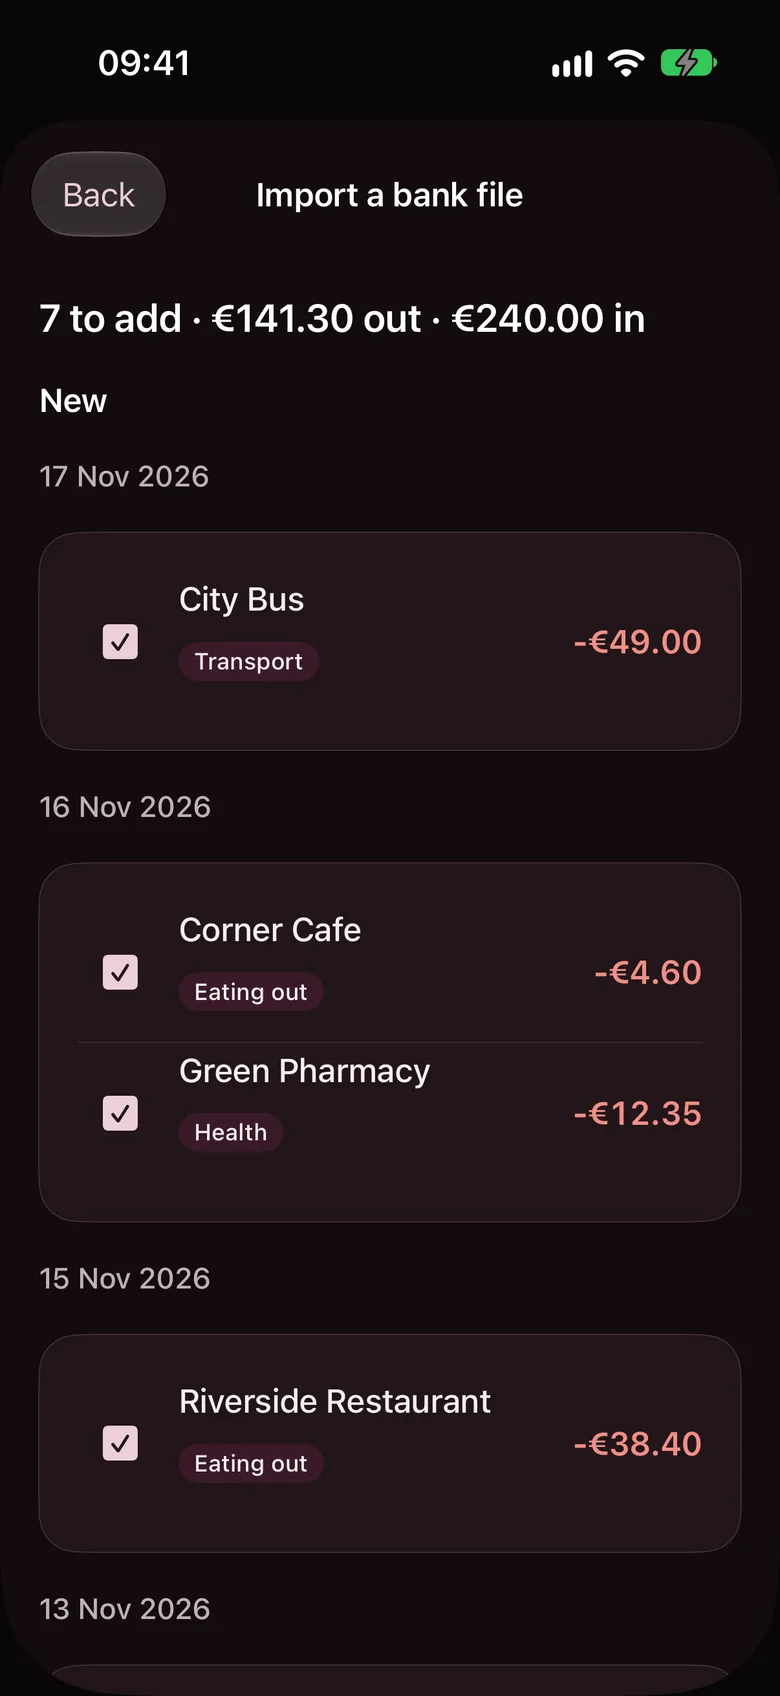 09:41
Back
Import a bank file
7 to add · €141.30 out · €240.00 in
New
17 Nov 2026
City Bus
Transport
-€49.00
16 Nov 2026
Corner Cafe
Eating out
-€4.60
Green Pharmacy
Health
-€12.35
15 Nov 2026
Riverside Restaurant
Eating out
-€38.40
13 Nov 2026